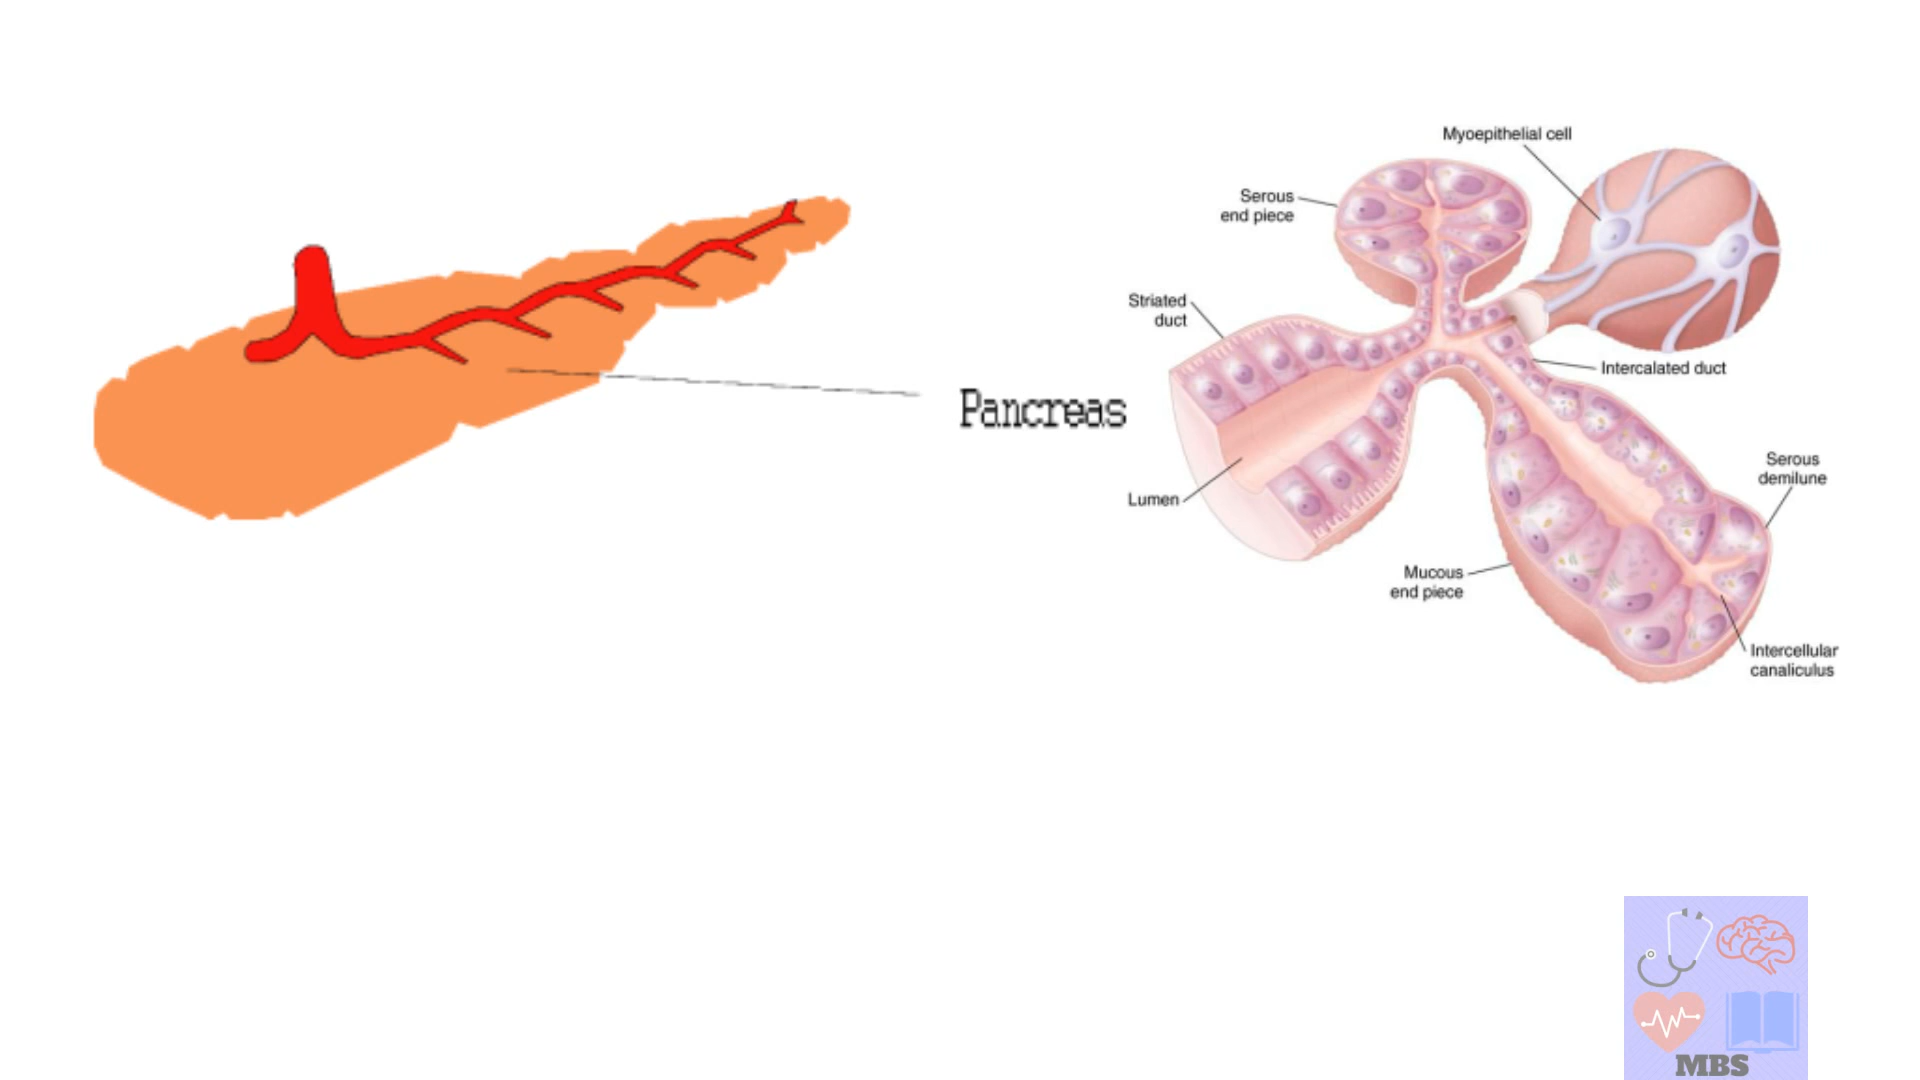 Myoepithelial cell
Serous
end piece
Striated
duct
Intercalated duct
Pancreas
Serous
demilune
Lumen
Mucous
end piece
Intercellular
canaliculus
MBS